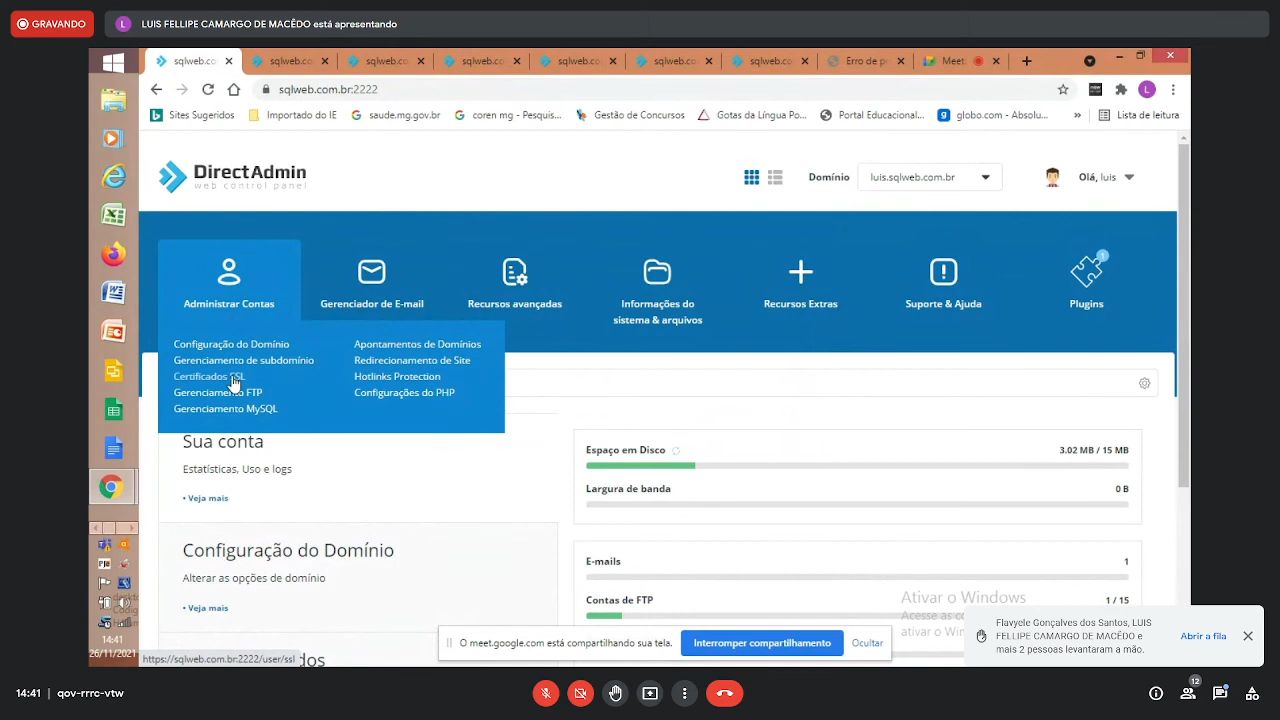 GRAVANDO
L
LUIS FELLIPE CAMARGO DE MACÊDO está apresentando
sqlweb.co
sqlweb.co
sqlweb.co
sqlweb.co
sqlweb.co
sqlweb.co
sqlweb.co
Erro de p
Meet
sqlweb.com.br:2222
L
Sites Sugeridos
Importado do IE
saude.mg.gov.br
coren mg - Pesquis...
Gestão de Concursos
Gotas da Língua Po...
Portal Educacional...
globo.com - Absolu...
»
Lista de leitura
DirectAdmin
web control panel
Domínio
luis.sqlweb.com.br
Olá, luis
Administrar Contas
Gerenciador de E-mail
Recursos avançadas
Informações do
sistema & arquivos
Recursos Extras
Suporte & Ajuda
1
Plugins
Configuração do Domínio
Apontamentos de Domínios
Gerenciamento de subdomínio
Redirecionamento de Site
Certificados SSL
Hotlinks Protection
Gerenciamento FTP
Configurações do PHP
Gerenciamento MySQL
Sua conta
Estatísticas, Uso e logs
• Veja mais
Espaço em Disco
3.02 MB / 15 MB
Largura de banda
0 B
Configuração do Domínio
Alterar as opções de domínio
• Veja mais
E-mails
1
Contas de FTP
1 / 15
Ativar o Windows
Acesse as co
ativar o Win
Flavyele Gonçalves dos Santos, LUIS
FELLIPE CAMARGO DE MACÊDO e
mais 2 pessoas levantaram a mão.
Abrir a fila
O meet.google.com está compartilhando sua tela.
Interromper compartilhamento
Ocultar
14:41
26/11/2021
https://sqlweb.com.br:2222/user/ssl
dos
14:41
qov-rrrc-vtw
12